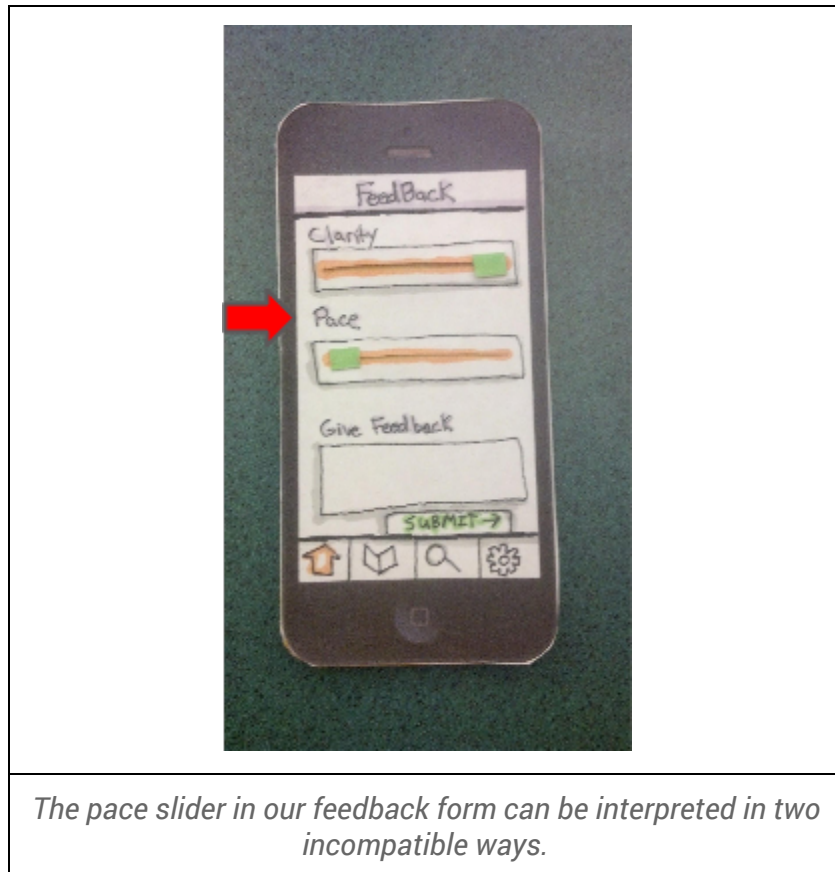 FeedBack
Clarity
Pace
Give Feedback
SUBMIT→
The pace slider in our feedback form can be interpreted in two
incompatible ways.